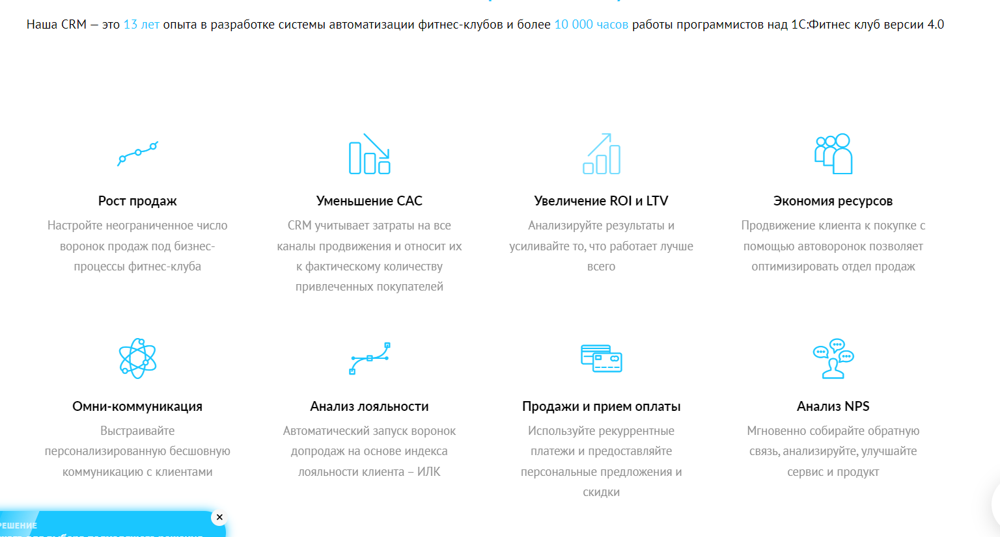 Наша CRM — это 13 лет опыта в разработке системы автоматизации фитнес-клубов и более 10 000 часов работы программистов над 1С:Фитнес клуб версии 4.0
Рост продаж
Настройте неограниченное число
воронок продаж под бизнес-
процессы фитнес-клуба
Уменьшение CAC
CRM учитывает затраты на все
каналы продвижения и относит их
к фактическому количеству
привлеченных покупателей
Увеличение ROI и LTV
Анализируйте результаты и
усиливайте то, что работает лучше
всего
Экономия ресурсов
Продвижение клиента к покупке с
помощью автоворонок позволяет
оптимизировать отдел продаж
Омни-коммуникация
Выстраивайте
персонализированную бесшовную
коммуникацию с клиентами
Анализ лояльности
Автоматический запуск воронок
допродаж на основе индекса
лояльности клиента – ИЛК
Продажи и прием оплаты
Используйте рекуррентные
платежи и предоставляйте
персональные предложения и
скидки
Анализ NPS
Мгновенно собирайте обратную
связь, анализируйте, улучшайте
сервис и продукт
РЕШЕНИЕ